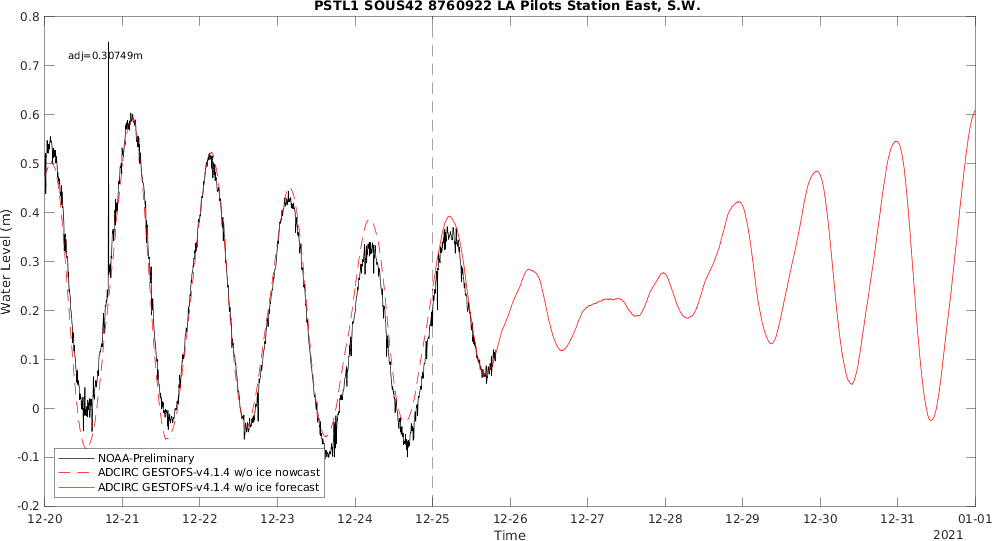 PSTL1 SOUS42 8760922 LA Pilots Station East, S.W.
adj=0.30749m
Water Level (m)
0.8
0.7
0.6
0.5
0.4
0.3
0.2
0.1
0
-0.1
-0.2
NOAA-Preliminary
ADCIRC GESTOFS-v4.1.4 w/o ice nowcast
ADCIRC GESTOFS-v4.1.4 w/o ice forecast
12-20 12-21 12-22 12-23 12-24 12-25 12-26 12-27 12-28 12-29 12-30 12-31 01-01
Time
2021